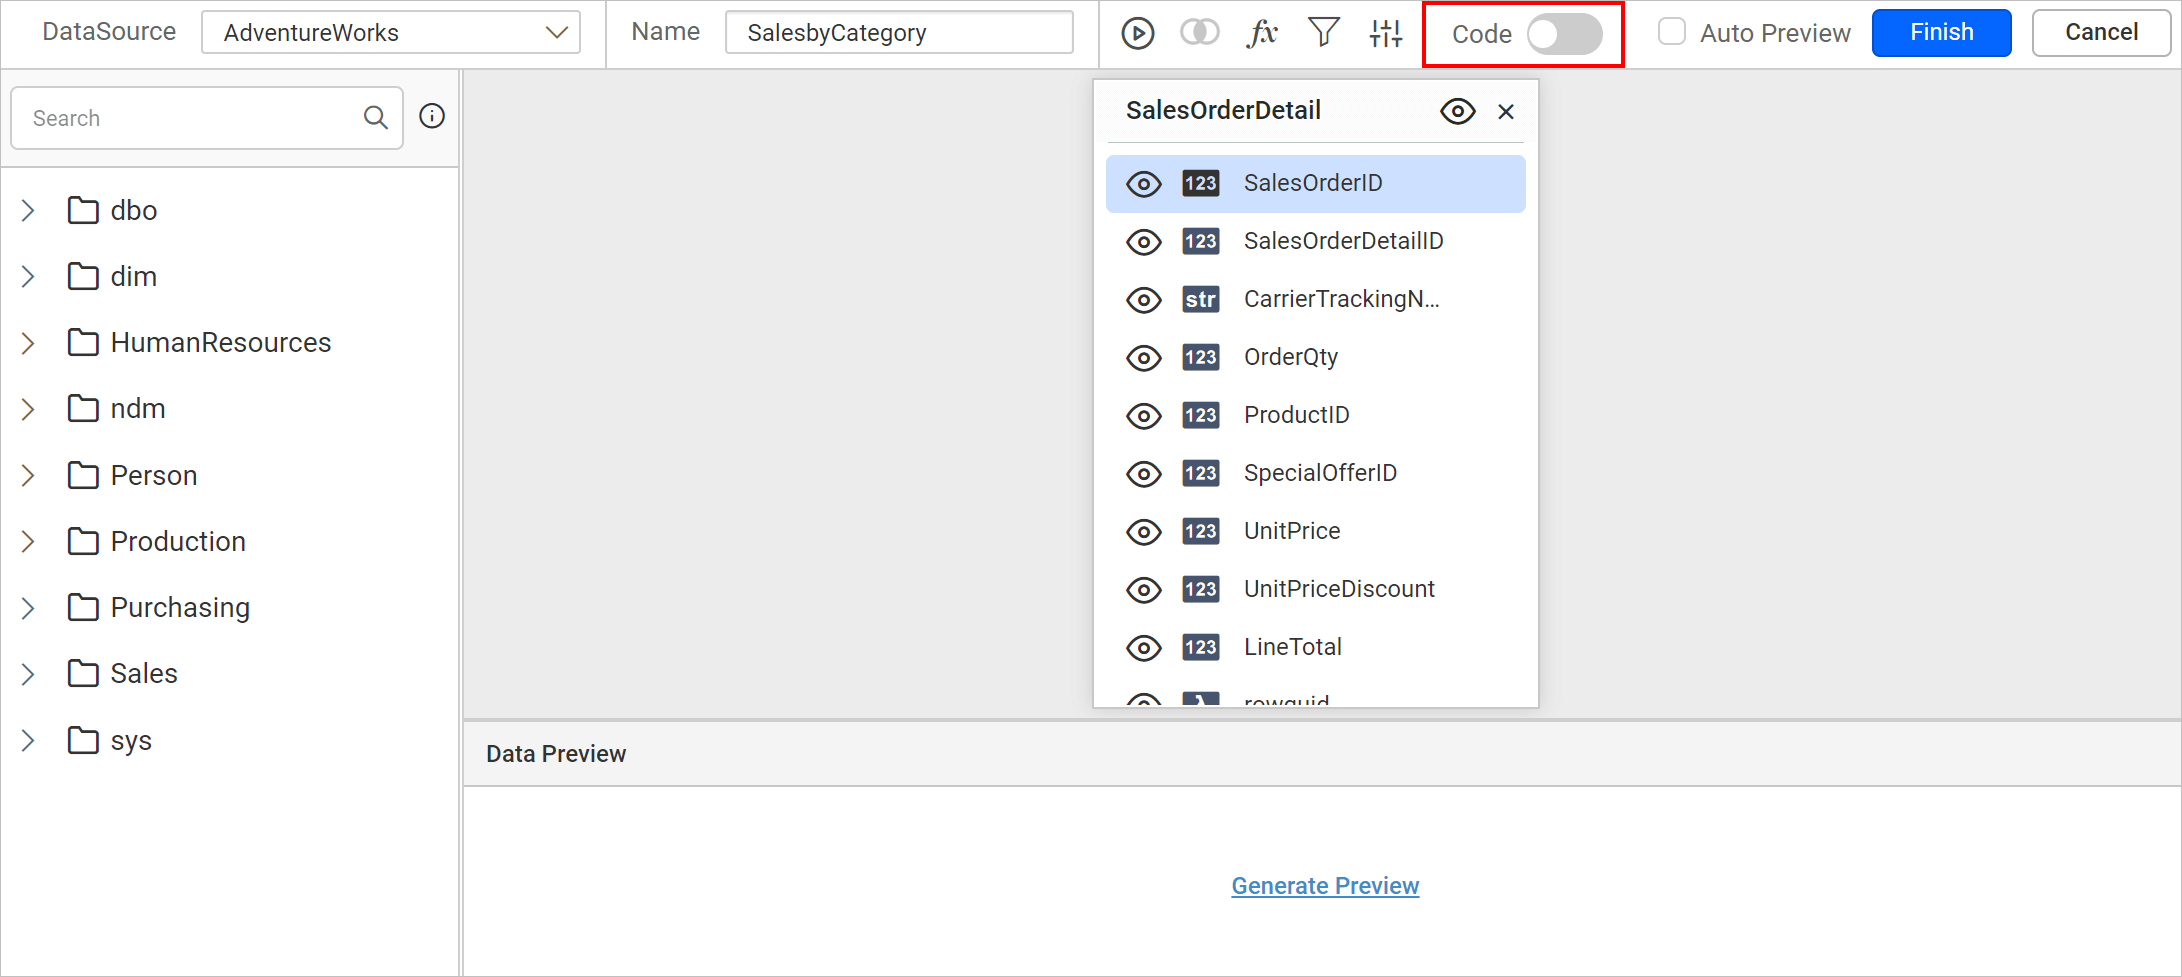 DataSource AdventureWorks Name SalesbyCategory fx Code Auto Preview Finish Cancel
Search
dbo
dim
HumanResources
ndm
Person
Production
Purchasing
Sales
sys
SalesOrderDetail
123 SalesOrderID
123 SalesOrderDetailID
str CarrierTrackingN...
123 OrderQty
123 ProductID
123 SpecialOfferID
123 UnitPrice
123 UnitPriceDiscount
123 LineTotal
rowguid
Data Preview
Generate Preview